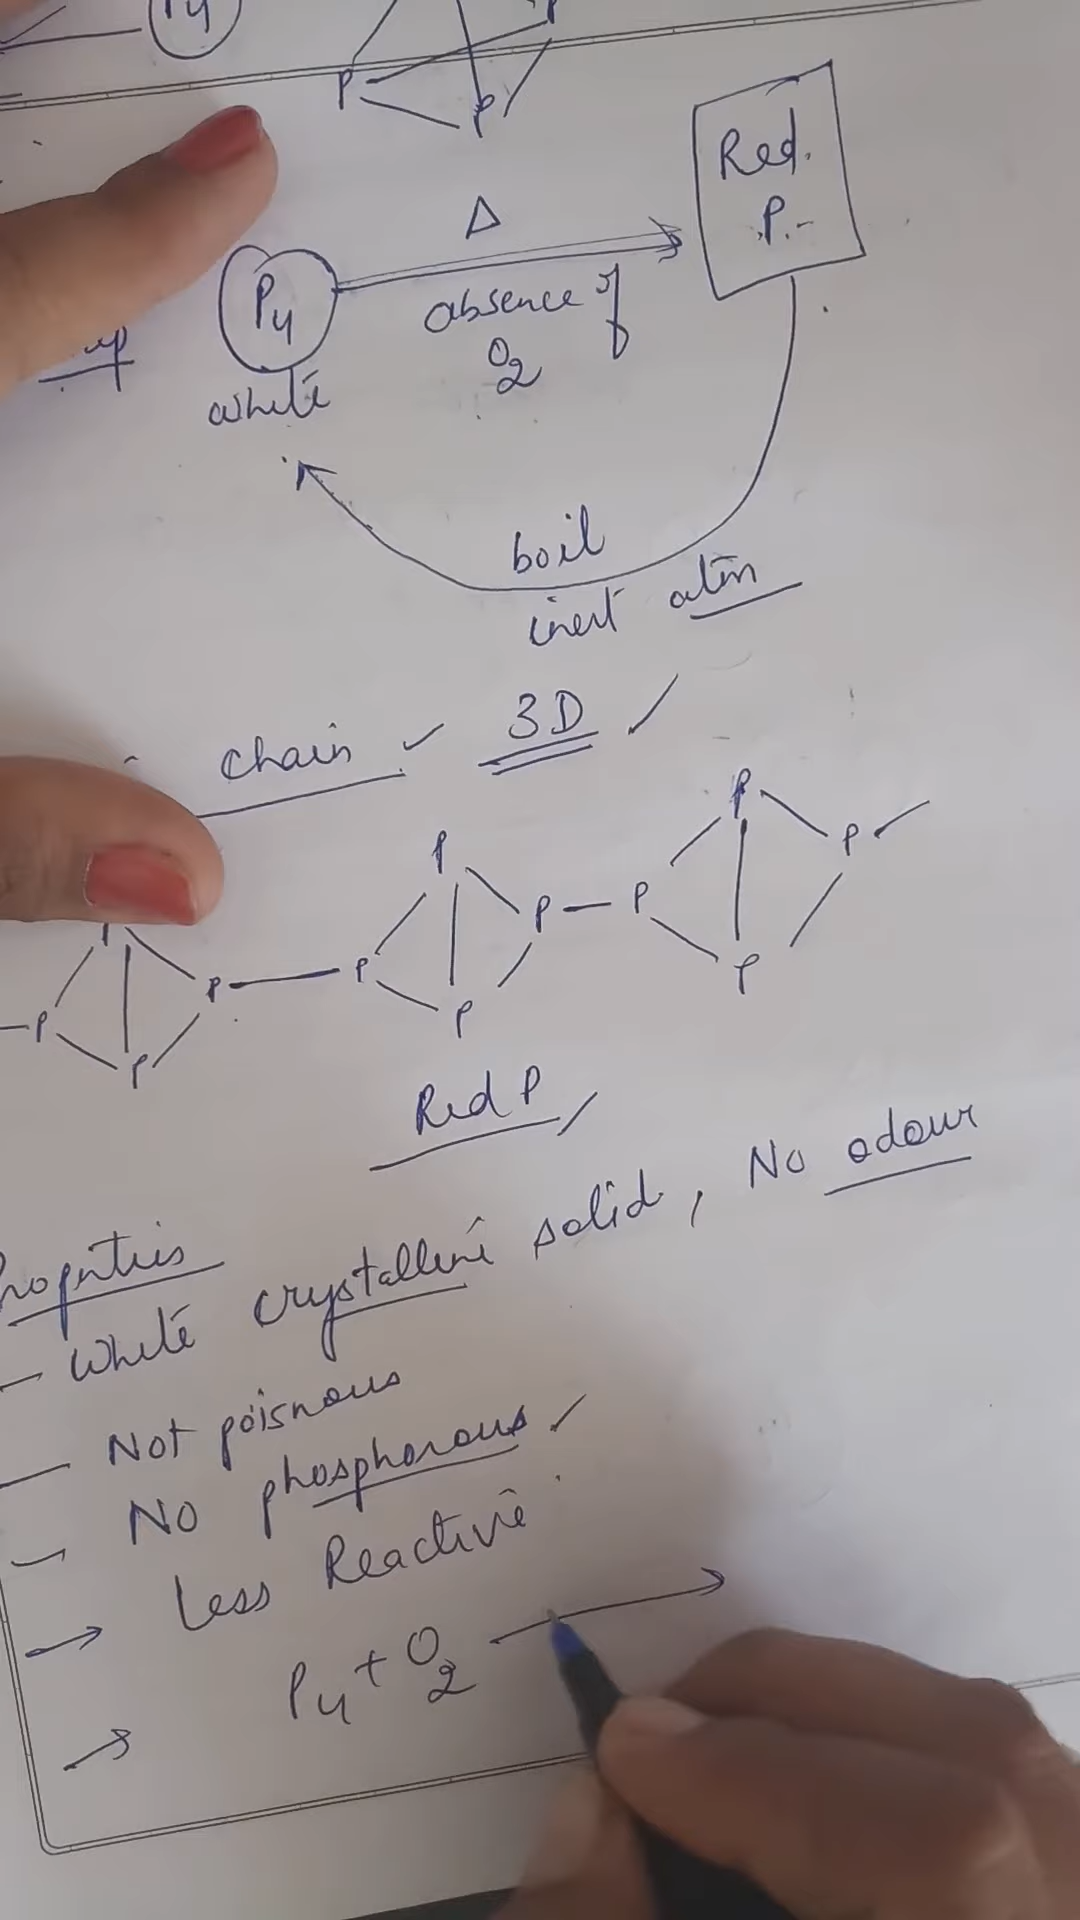 P4
P
P
P
P4
white
Δ
absence of
O2
Red.
P.-
boil
inert atm
chain ✓ 3D ✓
P P P
P P P P P P
P P P
Red P
Properties
- White crystalline solid, No odour
- Not poisnous
- No phosphorous ✓
→ Less Reactive
→ P4 + O2 →